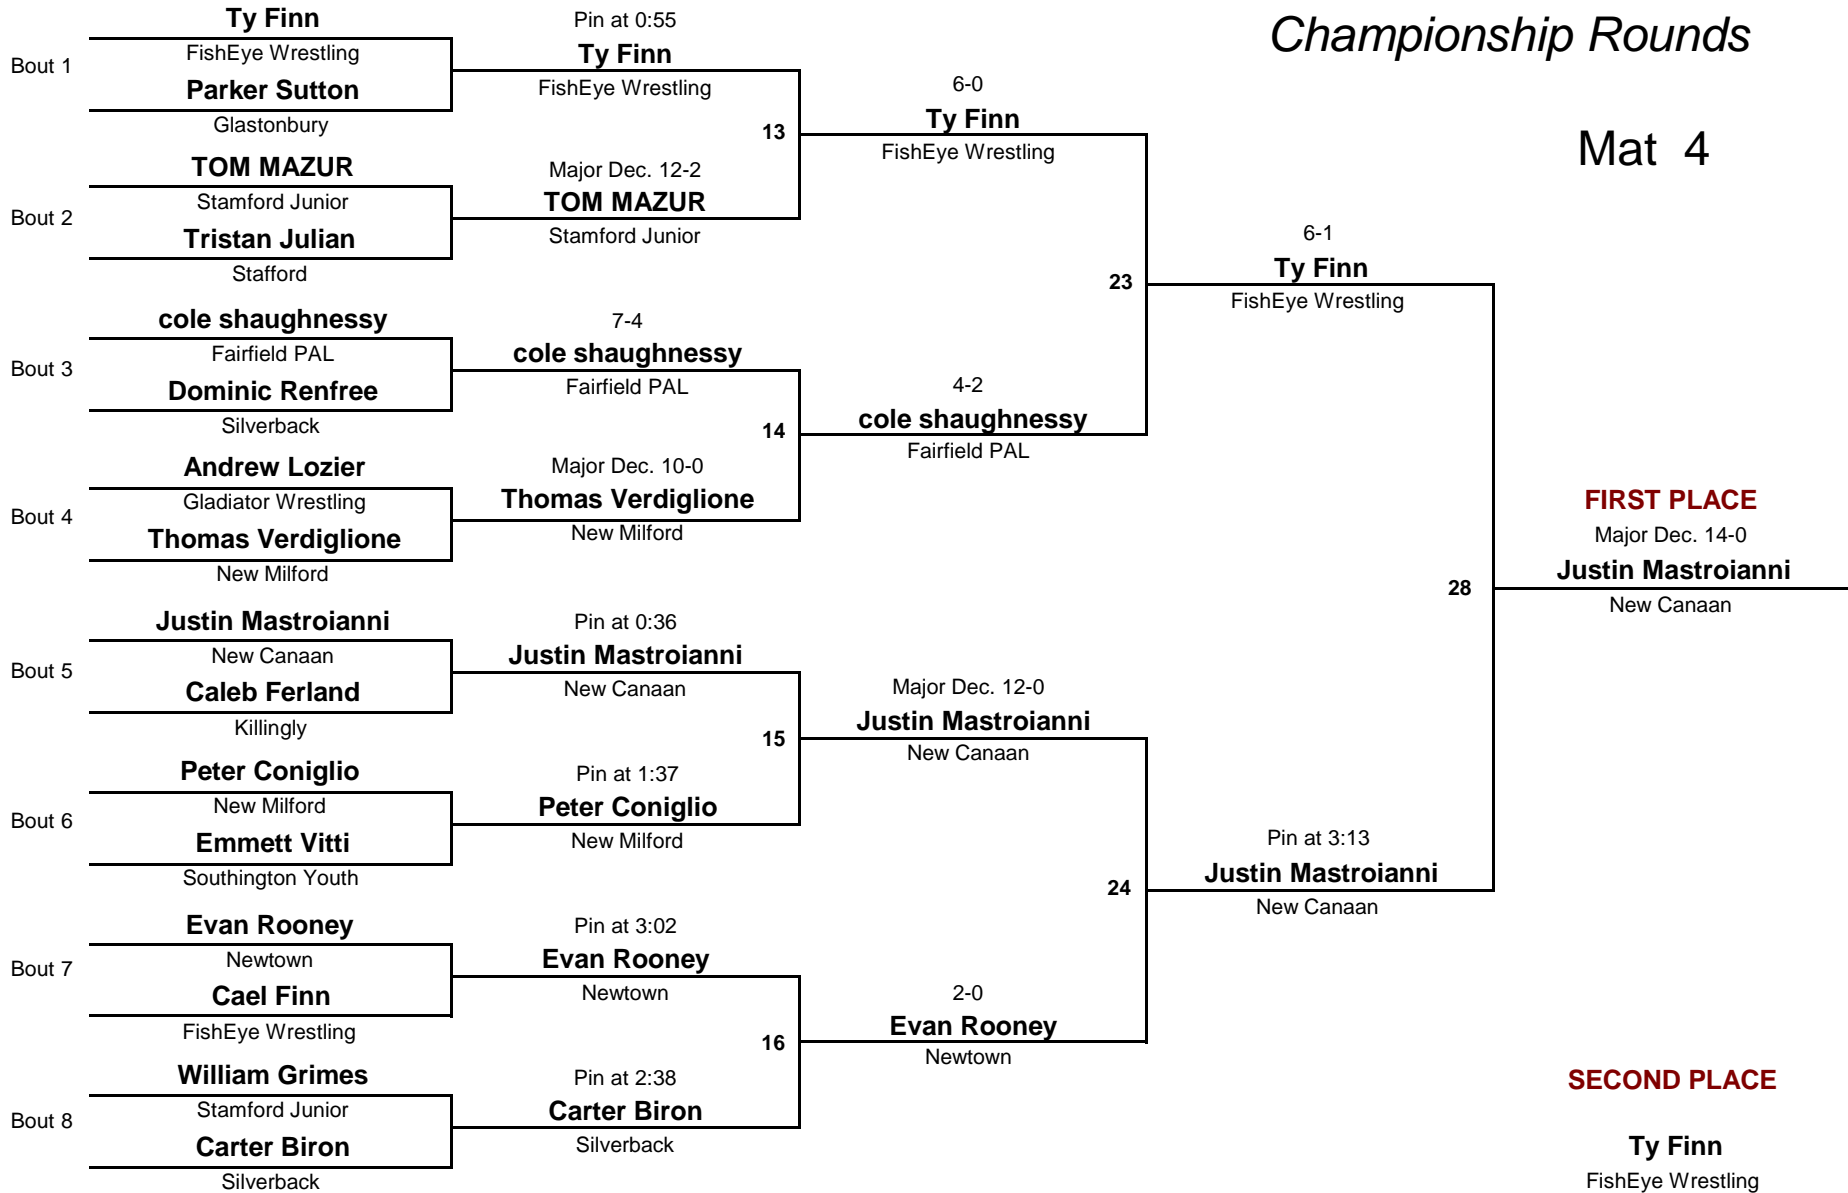 Championship Rounds
Mat 4
Bout 1
Ty Finn
FishEye Wrestling
Parker Sutton
Glastonbury
Bout 2
TOM MAZUR
Stamford Junior
Tristan Julian
Stafford
Bout 3
cole shaughnessy
Fairfield PAL
Dominic Renfree
Silverback
Bout 4
Andrew Lozier
Gladiator Wrestling
Thomas Verdiglione
New Milford
Bout 5
Justin Mastroianni
New Canaan
Caleb Ferland
Killingly
Bout 6
Peter Coniglio
New Milford
Emmett Vitti
Southington Youth
Bout 7
Evan Rooney
Newtown
Cael Finn
FishEye Wrestling
Bout 8
William Grimes
Stamford Junior
Carter Biron
Silverback
Pin at 0:55
Ty Finn
FishEye Wrestling
13
Major Dec. 12-2
TOM MAZUR
Stamford Junior
7-4
cole shaughnessy
Fairfield PAL
14
Major Dec. 10-0
Thomas Verdiglione
New Milford
Pin at 0:36
Justin Mastroianni
New Canaan
15
Pin at 1:37
Peter Coniglio
New Milford
Pin at 3:02
Evan Rooney
Newtown
16
Pin at 2:38
Carter Biron
Silverback
6-0
Ty Finn
FishEye Wrestling
23
4-2
cole shaughnessy
Fairfield PAL
Major Dec. 12-0
Justin Mastroianni
New Canaan
24
2-0
Evan Rooney
Newtown
6-1
Ty Finn
FishEye Wrestling
28
Pin at 3:13
Justin Mastroianni
New Canaan
FIRST PLACE
Major Dec. 14-0
Justin Mastroianni
New Canaan
SECOND PLACE
Ty Finn
FishEye Wrestling